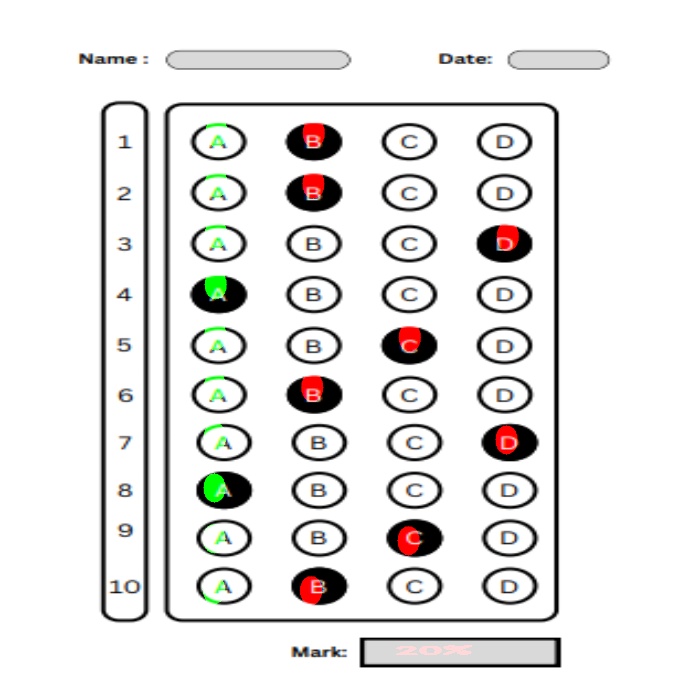 Name : Date:
1 A B C D
2 A B C D
3 A B C D
4 A B C D
5 A B C D
6 A B C D
7 A B C D
8 A B C D
9 A B C D
10 A B C D
Mark: 20%